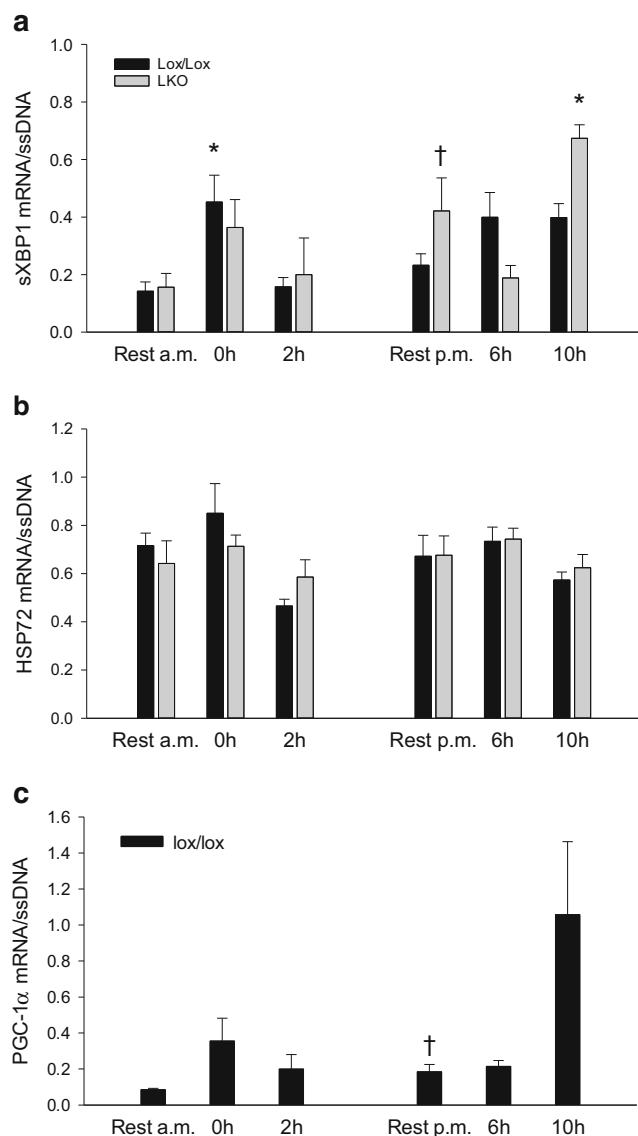 a
Lox/Lox
LKO
sXBP1 mRNA/ssDNA
1.0
0.8
0.6
0.4
0.2
0.0
*
†
*
Rest a.m. 0h 2h Rest p.m. 6h 10h
b
HSP72 mRNA/ssDNA
1.2
1.0
0.8
0.6
0.4
0.2
0.0
Rest a.m. 0h 2h Rest p.m. 6h 10h
c
lox/lox
PGC-1α mRNA/ssDNA
1.6
1.4
1.2
1.0
0.8
0.6
0.4
0.2
0.0
†
Rest a.m. 0h 2h Rest p.m. 6h 10h